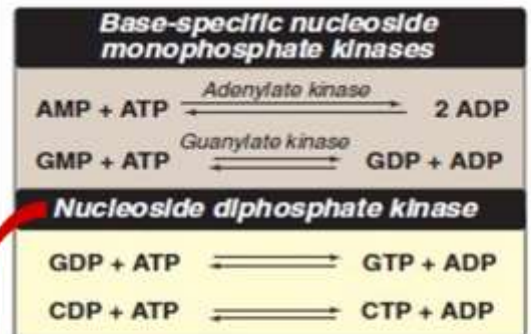 Base-specific nucleoside
monophosphate kinases
Adenylate kinase
AMP + ATP ⇌ 2 ADP
Guanylate kinase
GMP + ATP ⇌ GDP + ADP
Nucleoside diphosphate kinase
GDP + ATP ⇌ GTP + ADP
CDP + ATP ⇌ CTP + ADP